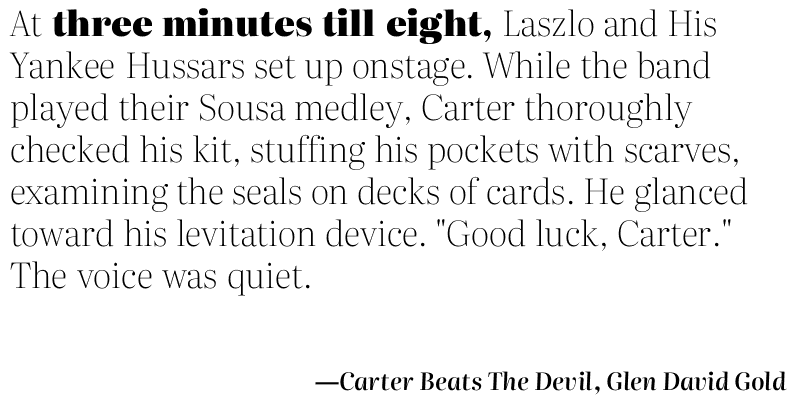 At three minutes till eight, Laszlo and His
Yankee Hussars set up onstage. While the band
played their Sousa medley, Carter thoroughly
checked his kit, stuffing his pockets with scarves,
examining the seals on decks of cards. He glanced
toward his levitation device. "Good luck, Carter."
The voice was quiet.
—Carter Beats The Devil, Glen David Gold